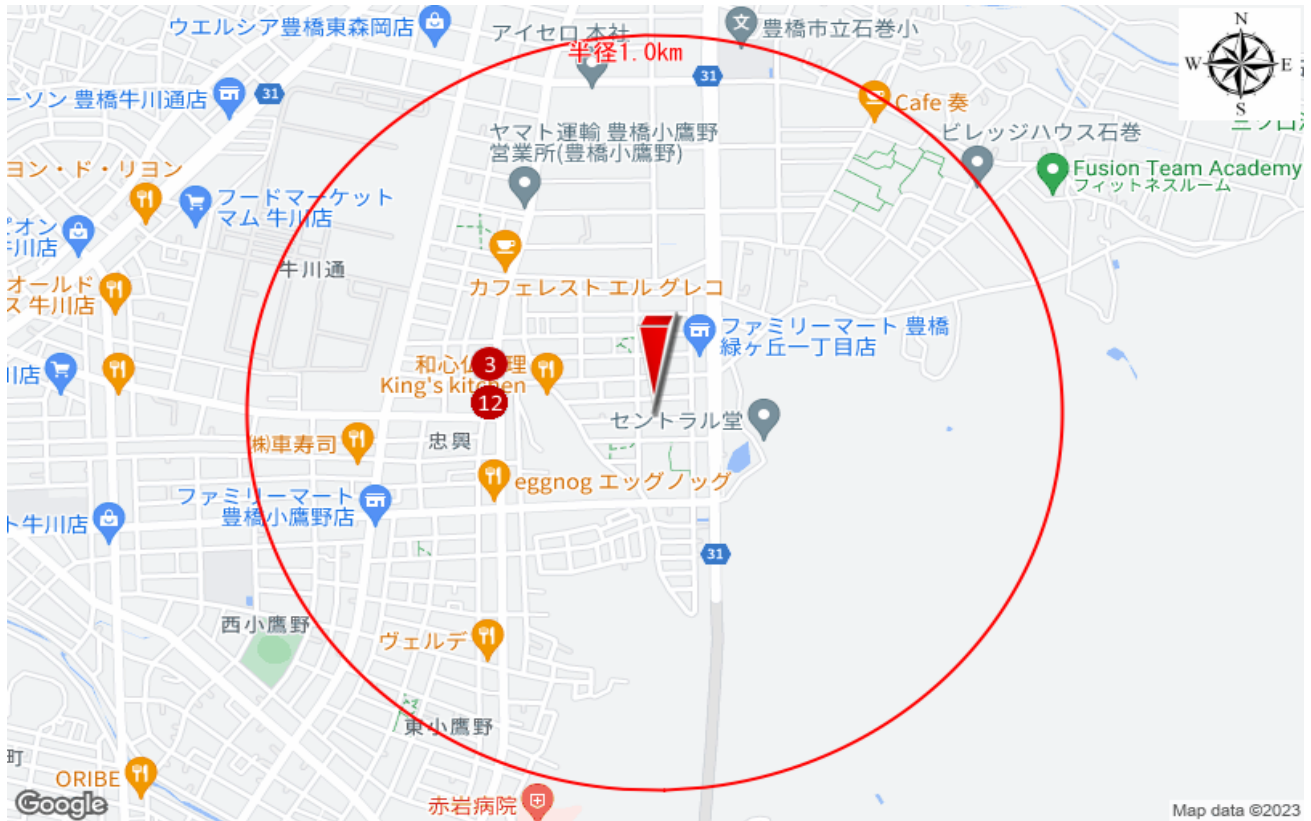 ウエルシア豊橋東森岡店
アイセロ 本社
豊橋市立石巻小
半径1.0km
N
W
E
S
31
ーソン 豊橋牛川通店
31
Cafe 奏
ヤマト運輸 豊橋小鷹野
営業所(豊橋小鷹野)
ビレッジハウス石巻
ヨン・ド・リヨン
Fusion Team Academy
フィットネスルーム
フードマーケット
マム 牛川店
ピオン
牛川通
オールド
ス 牛川店
カフェレスト エル グレコ
ファミリーマート 豊橋
緑ヶ丘一丁目店
3
King's kitchen
川店
12
セントラル堂
忠興
㈱車寿司
eggnog エッグノッグ
ファミリーマート
豊橋小鷹野店
ト牛川店
31
西小鷹野
ヴェルデ
東小鷹野
町
ORIBE
赤岩病院
Google
Map data ©2023